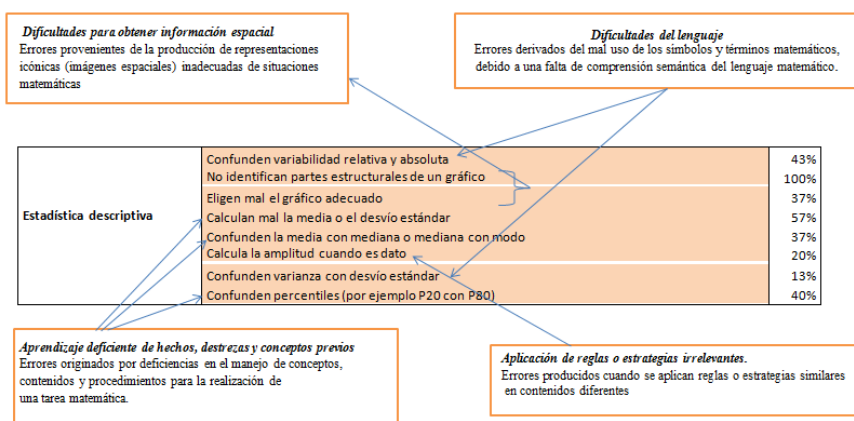 Dificultades para obtener información espacial
Errores provenientes de la producción de representaciones
icónicas (imágenes espaciales) inadecuadas de situaciones
matemáticas
Dificultades del lenguaje
Errores derivados del mal uso de los símbolos y términos matemáticos,
debido a una falta de comprensión semántica del lenguaje matemático.
Estadística descriptiva
Confunden variabilidad relativa y absoluta 43%
No identifican partes estructurales de un gráfico 100%
Eligen mal el gráfico adecuado 37%
Calculan mal la media o el desvío estándar 57%
Confunden la media con mediana o mediana con modo 37%
Calcula la amplitud cuando es dato 20%
Confunden varianza con desvío estándar 13%
Confunden percentiles (por ejemplo P20 con P80) 40%
Aprendizaje deficiente de hechos, destrezas y conceptos previos
Errores originados por deficiencias en el manejo de conceptos,
contenidos y procedimientos para la realización de
una tarea matemática.
Aplicación de reglas o estrategias irrelevantes.
Errores producidos cuando se aplican reglas o estrategias similares
en contenidos diferentes